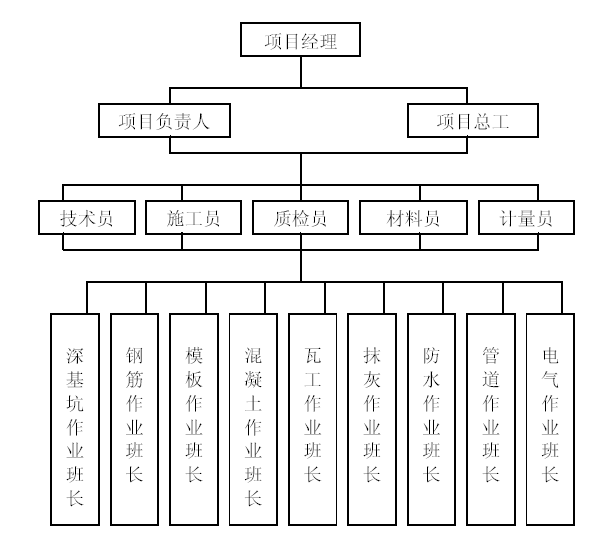 项目经理
项目负责人
项目总工
技术员
施工员
质检员
材料员
计量员
深基坑作业班长
钢筋作业班长
模板作业班长
混凝土作业班长
瓦工作业班长
抹灰作业班长
防水作业班长
管道作业班长
电气作业班长